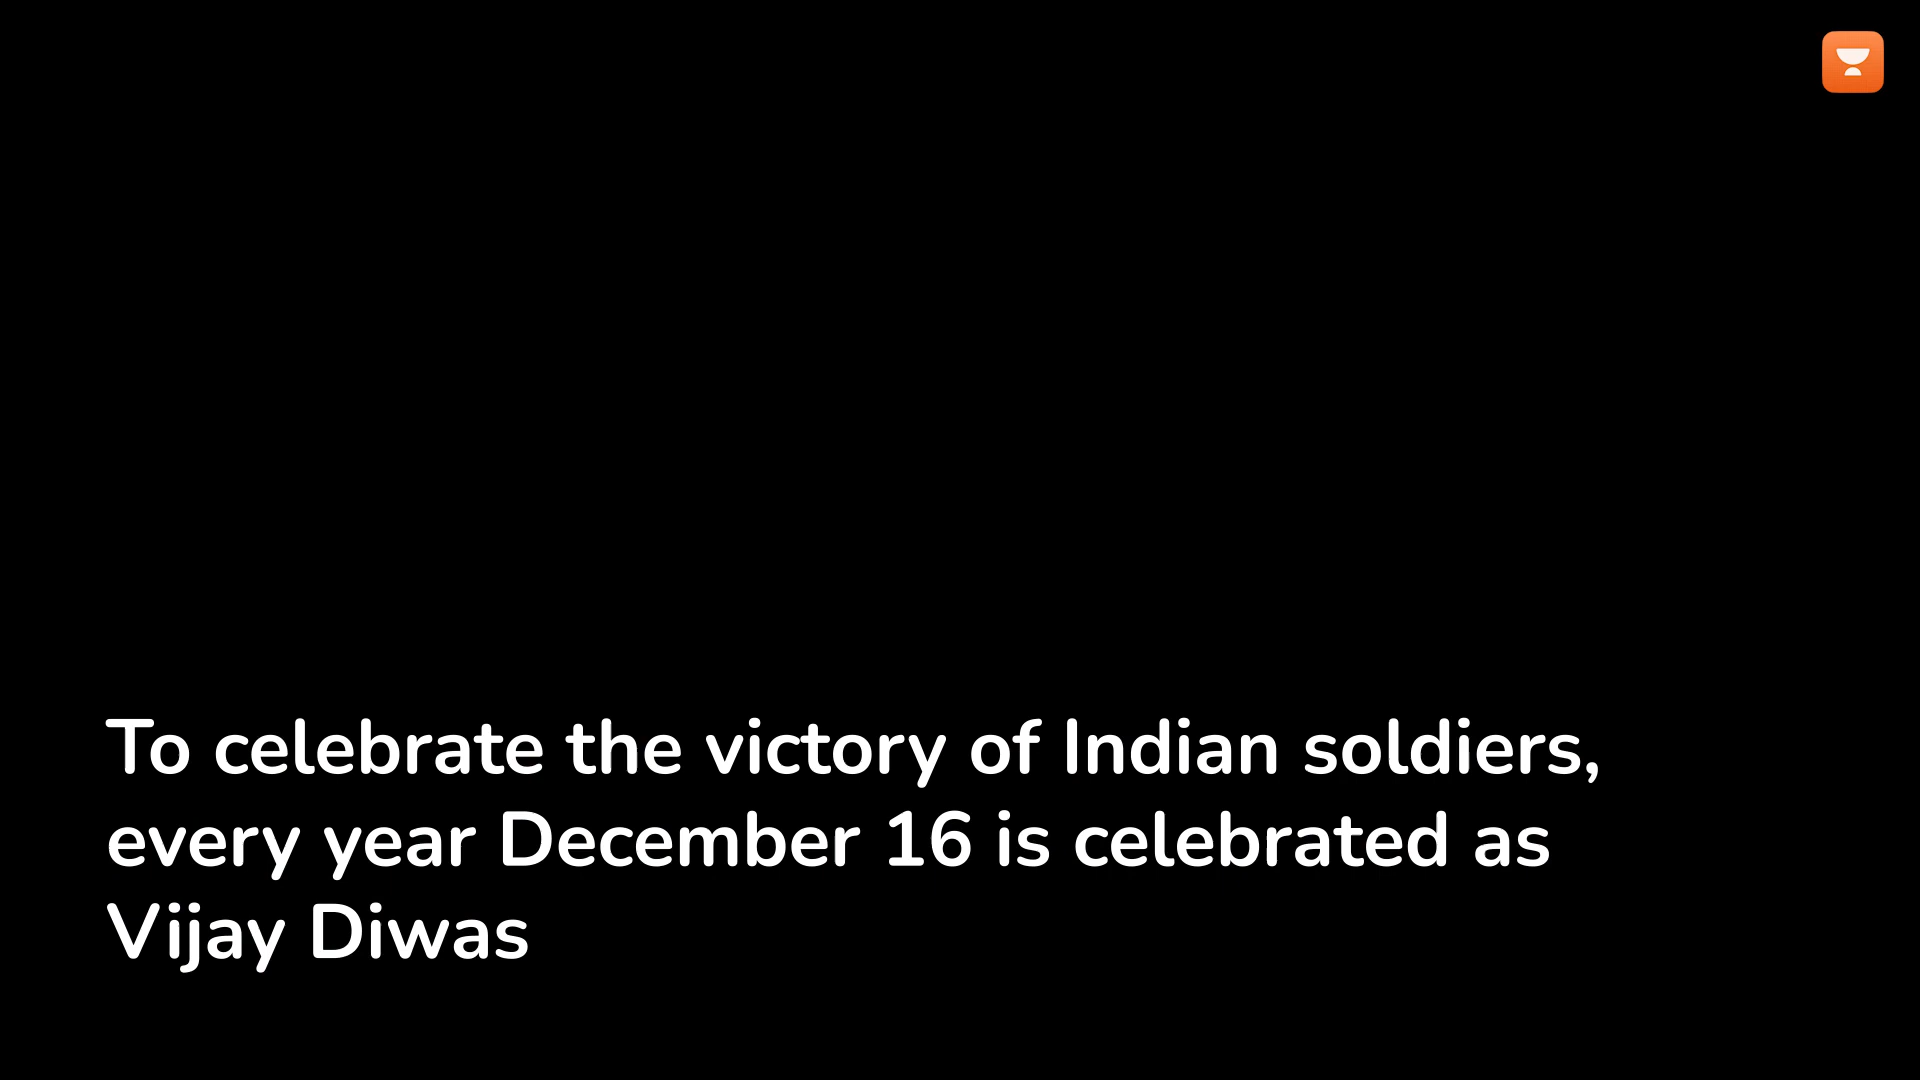 To celebrate the victory of Indian soldiers,
every year December 16 is celebrated as
Vijay Diwas